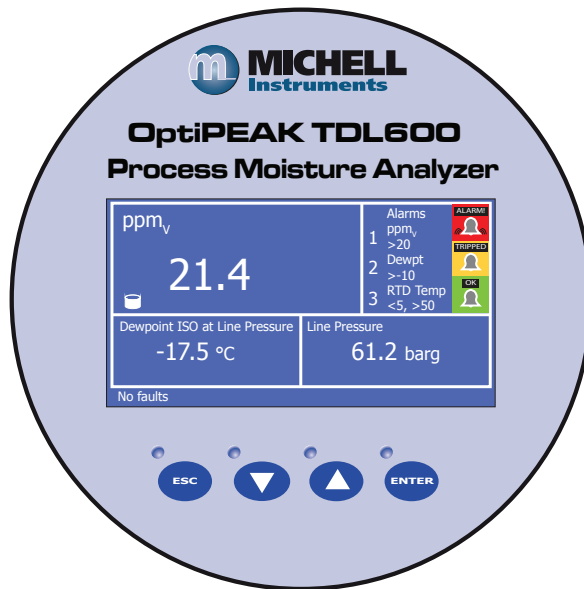 m
MICHELL
Instruments
OptiPEAK TDL600
Process Moisture Analyzer
ppmv
21.4
Alarms
1 ppmv
>20
2 Dewpt
>-10
3 RTD Temp
<5, >50
ALARM!
TRIPPED
OK
Dewpoint ISO at Line Pressure
-17.5 °C
Line Pressure
61.2 barg
No faults
ESC
ENTER